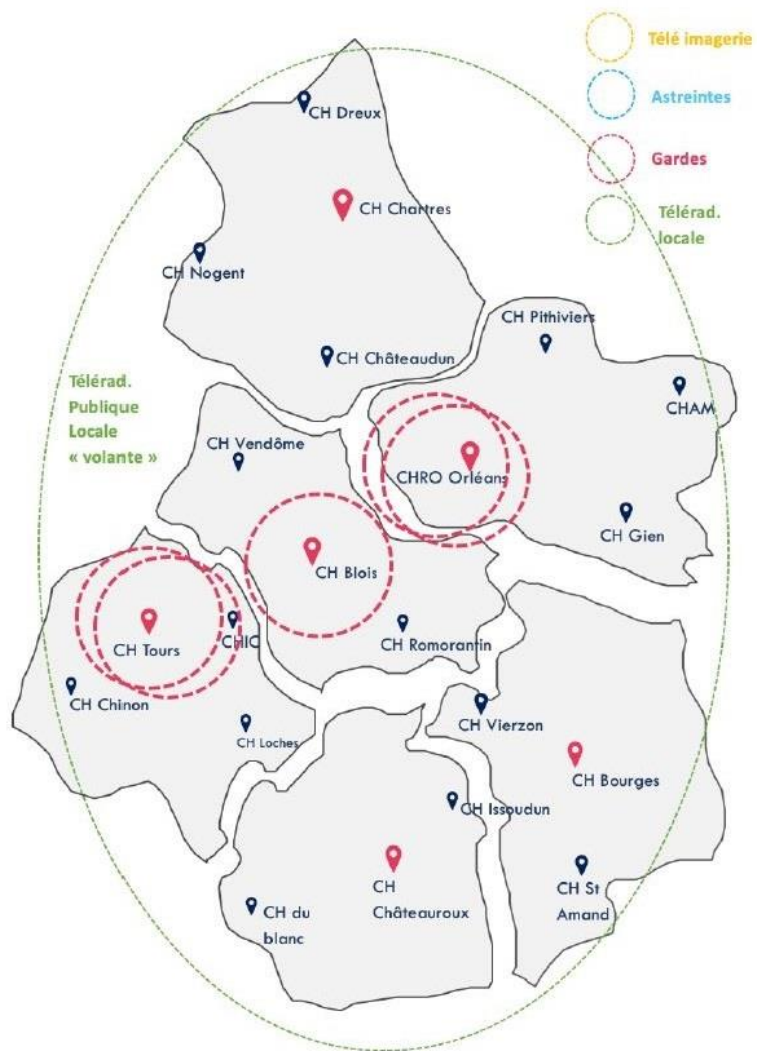 Télé imagerie
Astreintes
Gardes
Télérad.
locale
CH Dreux
CH Chartres
CH Nogent
CH Pithiviers
CH Châteaudun
Télérad.
Publique
Locale
« volante »
CHAM
CH Vendôme
CHRO Orléans
CH Gien
CH Blois
CHIC
CH Tours
CH Romorantin
CH Chinon
CH Vierzon
CH Loches
CH Bourges
CH Issoudun
CH
Châteauroux
CH St
Amand
CH du
blanc